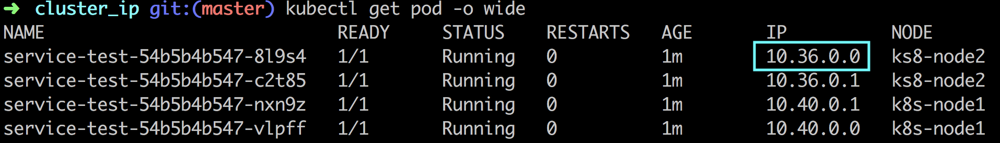 ➜ cluster_ip git:(master) kubectl get pod -o wide
NAME READY STATUS RESTARTS AGE IP NODE
service-test-54b5b4b547-8l9s4 1/1 Running 0 1m 10.36.0.0 ks8-node2
service-test-54b5b4b547-c2t85 1/1 Running 0 1m 10.36.0.1 ks8-node2
service-test-54b5b4b547-nxn9z 1/1 Running 0 1m 10.40.0.1 k8s-node1
service-test-54b5b4b547-vlpff 1/1 Running 0 1m 10.40.0.0 k8s-node1